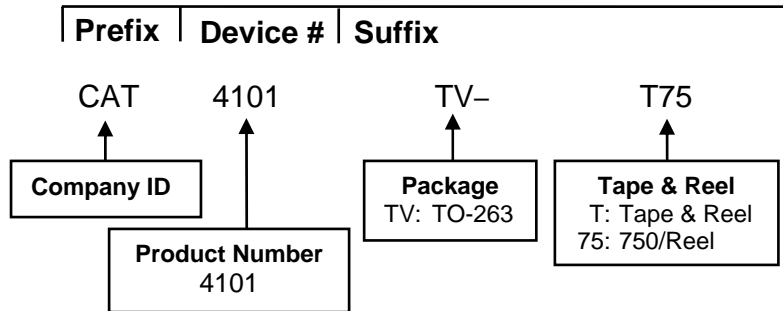 Prefix Device # Suffix
CAT 4101 TV– T75
Company ID
Product Number
4101
Package
TV: TO-263
Tape & Reel
T: Tape & Reel
75: 750/Reel